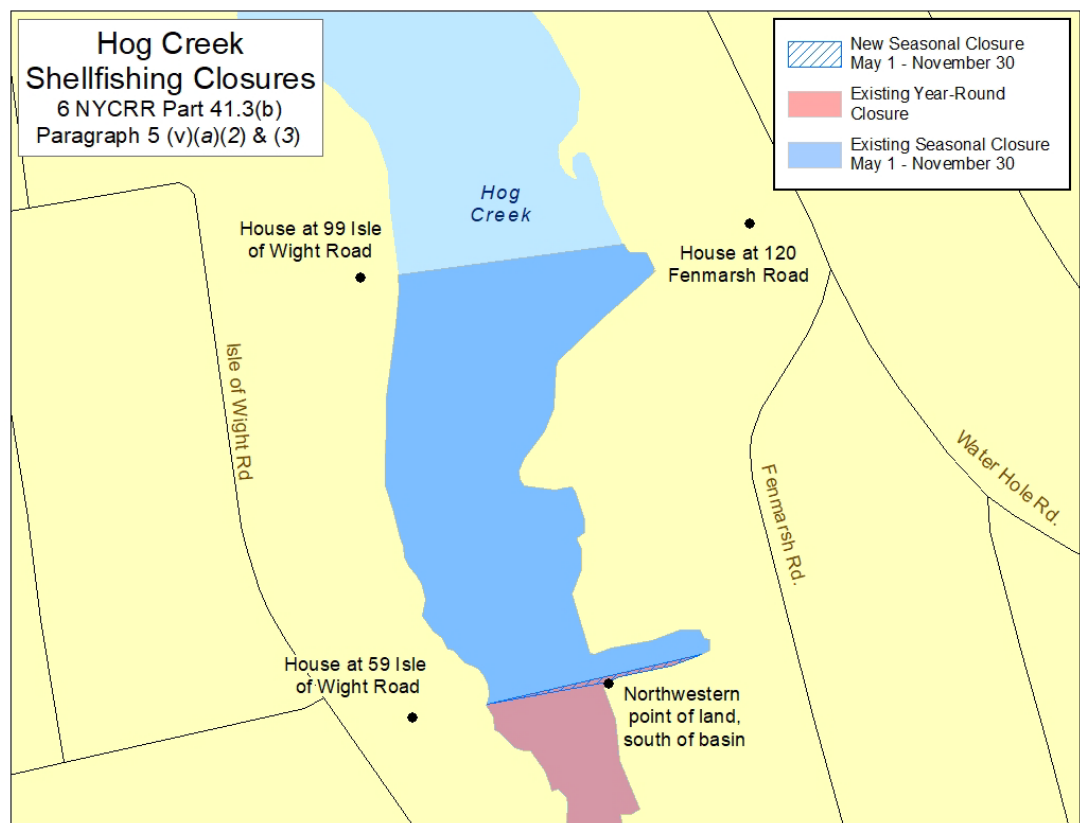 Hog Creek
Shellfishing Closures
6 NYCRR Part 41.3(b)
Paragraph 5 (v)(a)(2) & (3)
New Seasonal Closure
May 1 - November 30
Existing Year-Round
Closure
Existing Seasonal Closure
May 1 - November 30
Hog
Creek
House at 99 Isle
of Wight Road
House at 120
Fenmarsh Road
Isle of Wight Rd
Water Hole Rd.
Fenmarsh Rd.
House at 59 Isle
of Wight Road
Northwestern
point of land,
south of basin